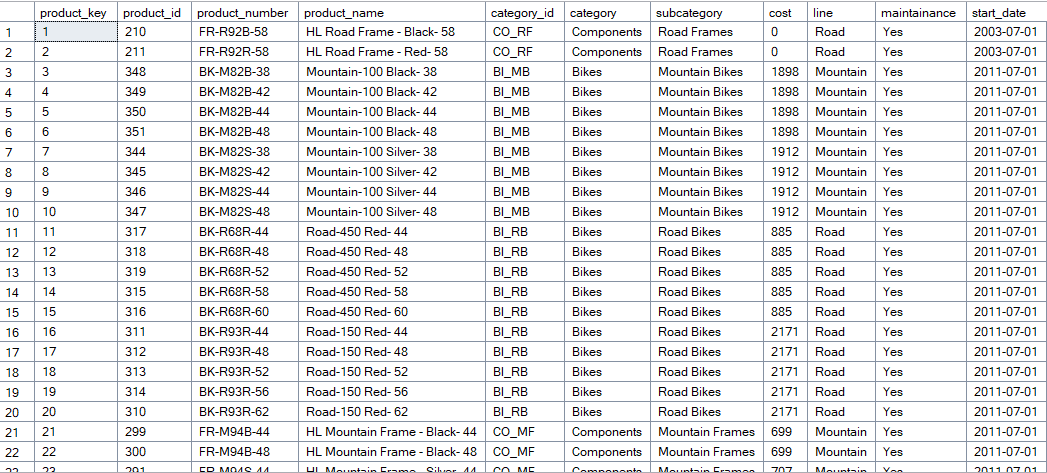 product_key product_id product_number product_name category_id category subcategory cost line maintainance start_date
1 1 210 FR-R92B-58 HL Road Frame - Black- 58 CO_RF Components Road Frames 0 Road Yes 2003-07-01
2 2 211 FR-R92R-58 HL Road Frame - Red- 58 CO_RF Components Road Frames 0 Road Yes 2003-07-01
3 3 348 BK-M82B-38 Mountain-100 Black- 38 BI_MB Bikes Mountain Bikes 1898 Mountain Yes 2011-07-01
4 4 349 BK-M82B-42 Mountain-100 Black- 42 BI_MB Bikes Mountain Bikes 1898 Mountain Yes 2011-07-01
5 5 350 BK-M82B-44 Mountain-100 Black- 44 BI_MB Bikes Mountain Bikes 1898 Mountain Yes 2011-07-01
6 6 351 BK-M82B-48 Mountain-100 Black- 48 BI_MB Bikes Mountain Bikes 1898 Mountain Yes 2011-07-01
7 7 344 BK-M82S-38 Mountain-100 Silver- 38 BI_MB Bikes Mountain Bikes 1912 Mountain Yes 2011-07-01
8 8 345 BK-M82S-42 Mountain-100 Silver- 42 BI_MB Bikes Mountain Bikes 1912 Mountain Yes 2011-07-01
9 9 346 BK-M82S-44 Mountain-100 Silver- 44 BI_MB Bikes Mountain Bikes 1912 Mountain Yes 2011-07-01
10 10 347 BK-M82S-48 Mountain-100 Silver- 48 BI_MB Bikes Mountain Bikes 1912 Mountain Yes 2011-07-01
11 11 317 BK-R68R-44 Road-450 Red- 44 BI_RB Bikes Road Bikes 885 Road Yes 2011-07-01
12 12 318 BK-R68R-48 Road-450 Red- 48 BI_RB Bikes Road Bikes 885 Road Yes 2011-07-01
13 13 319 BK-R68R-52 Road-450 Red- 52 BI_RB Bikes Road Bikes 885 Road Yes 2011-07-01
14 14 315 BK-R68R-58 Road-450 Red- 58 BI_RB Bikes Road Bikes 885 Road Yes 2011-07-01
15 15 316 BK-R68R-60 Road-450 Red- 60 BI_RB Bikes Road Bikes 885 Road Yes 2011-07-01
16 16 311 BK-R93R-44 Road-150 Red- 44 BI_RB Bikes Road Bikes 2171 Road Yes 2011-07-01
17 17 312 BK-R93R-48 Road-150 Red- 48 BI_RB Bikes Road Bikes 2171 Road Yes 2011-07-01
18 18 313 BK-R93R-52 Road-150 Red- 52 BI_RB Bikes Road Bikes 2171 Road Yes 2011-07-01
19 19 314 BK-R93R-56 Road-150 Red- 56 BI_RB Bikes Road Bikes 2171 Road Yes 2011-07-01
20 20 310 BK-R93R-62 Road-150 Red- 62 BI_RB Bikes Road Bikes 2171 Road Yes 2011-07-01
21 21 299 FR-M94B-44 HL Mountain Frame - Black- 44 CO_MF Components Mountain Frames 699 Mountain Yes 2011-07-01
22 22 300 FR-M94B-48 HL Mountain Frame - Black- 48 CO_MF Components Mountain Frames 699 Mountain Yes 2011-07-01
23 23 291 FR-M94S-44 HL Mountain Frame - Silver- 44 CO_MF Components Mountain Frames 707 Mountain Yes 2011-07-01